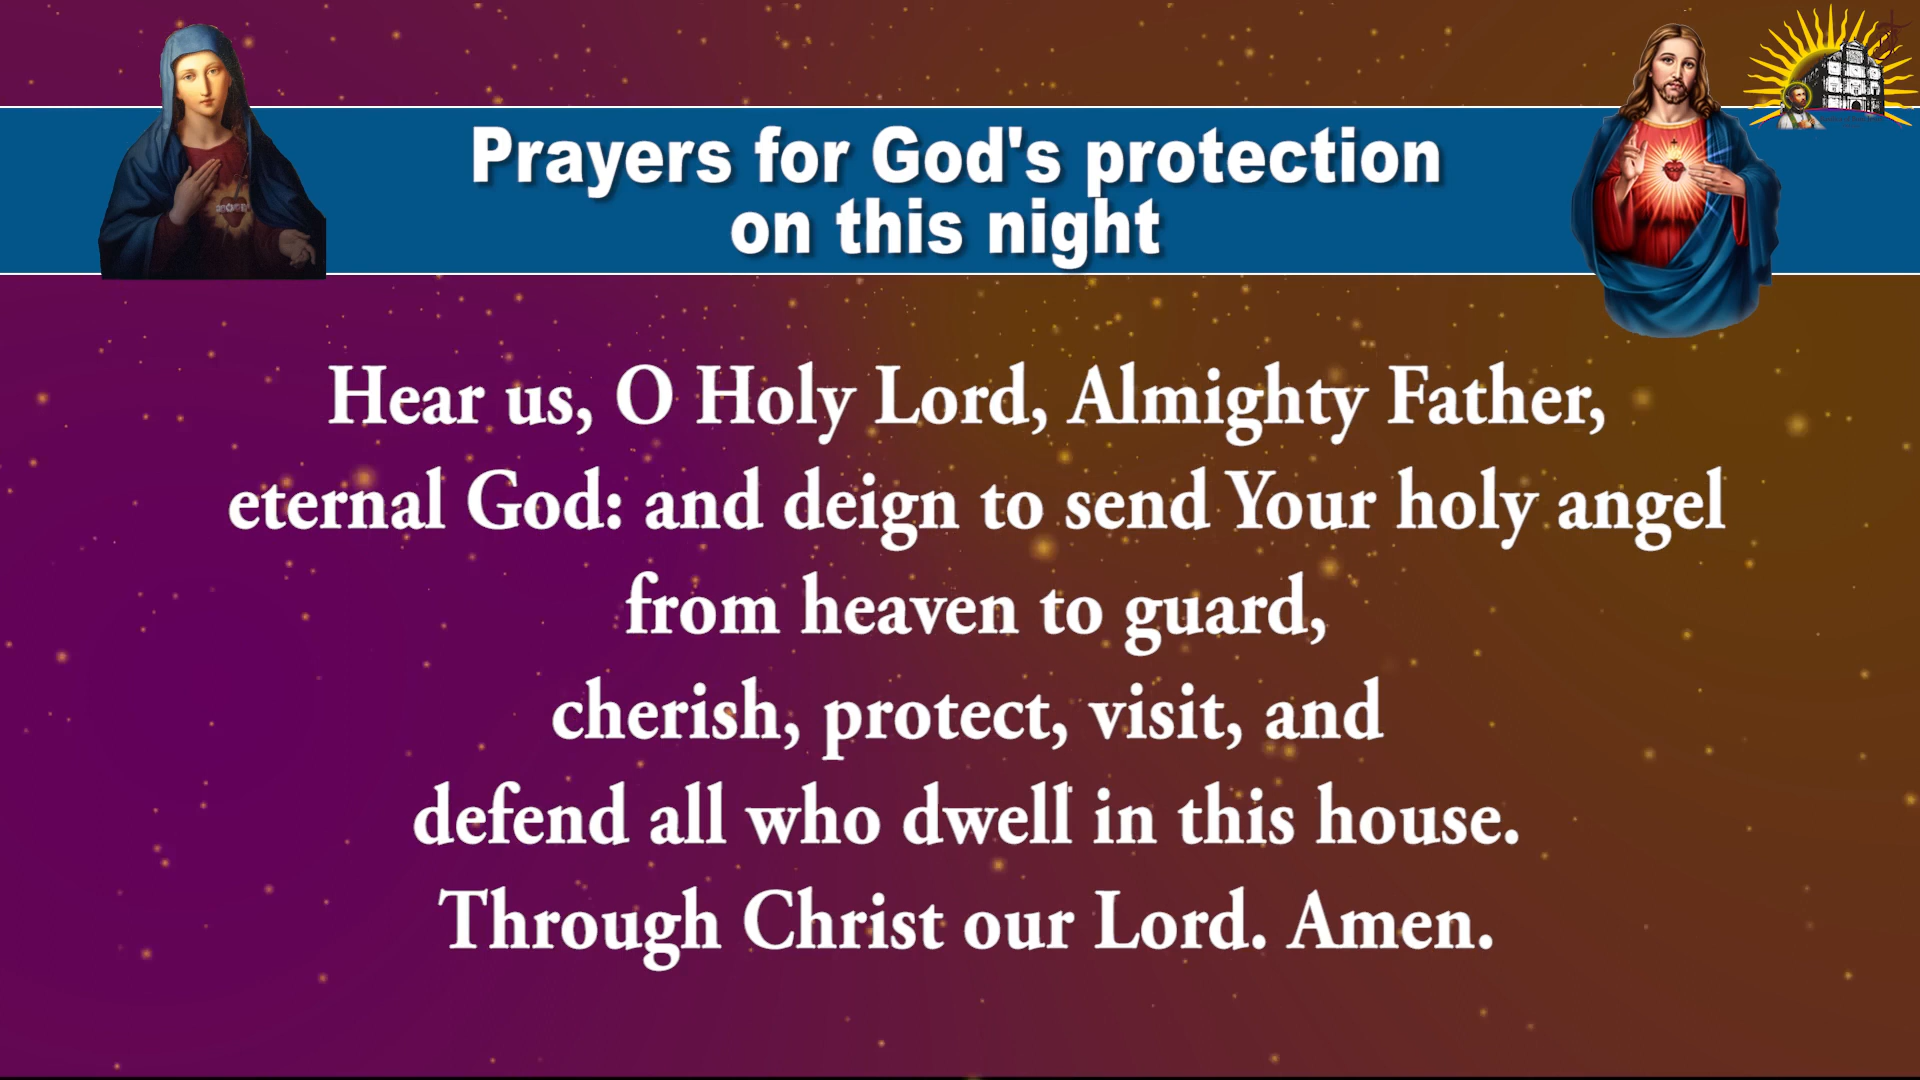 Prayers for God's protection
on this night
Hear us, O Holy Lord, Almighty Father,
eternal God: and deign to send Your holy angel
from heaven to guard,
cherish, protect, visit, and
defend all who dwell in this house.
Through Christ our Lord. Amen.